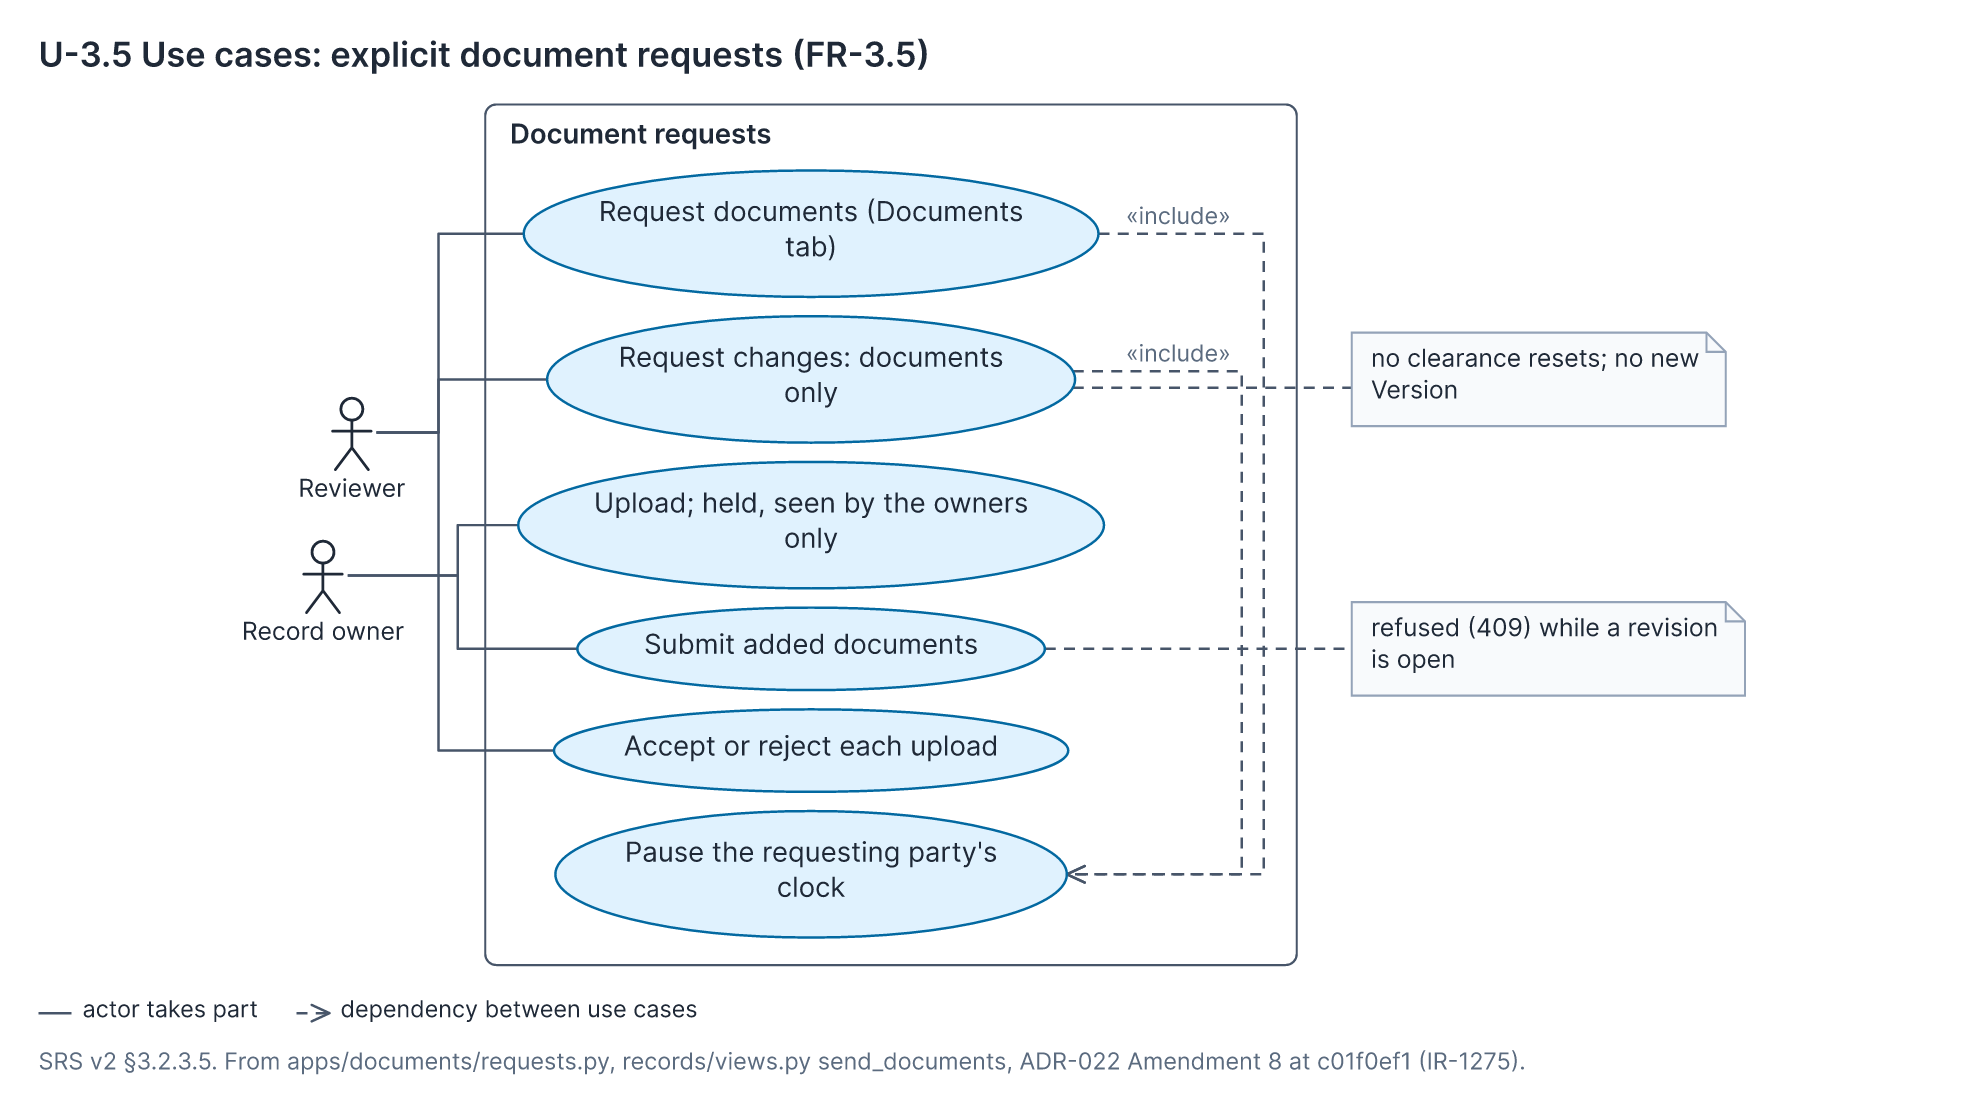 U-3.5 Use cases: explicit document requests (FR-3.5)
Document requests
Request documents (Documents
tab)
«include»
Request changes: documents
only
«include»
no clearance resets; no new
Version
Reviewer
Upload; held, seen by the owners
only
Record owner
Submit added documents
refused (409) while a revision
is open
Accept or reject each upload
Pause the requesting party's
clock
actor takes part
dependency between use cases
SRS v2 §3.2.3.5. From apps/documents/requests.py, records/views.py send_documents, ADR-022 Amendment 8 at c01f0ef1 (IR-1275).